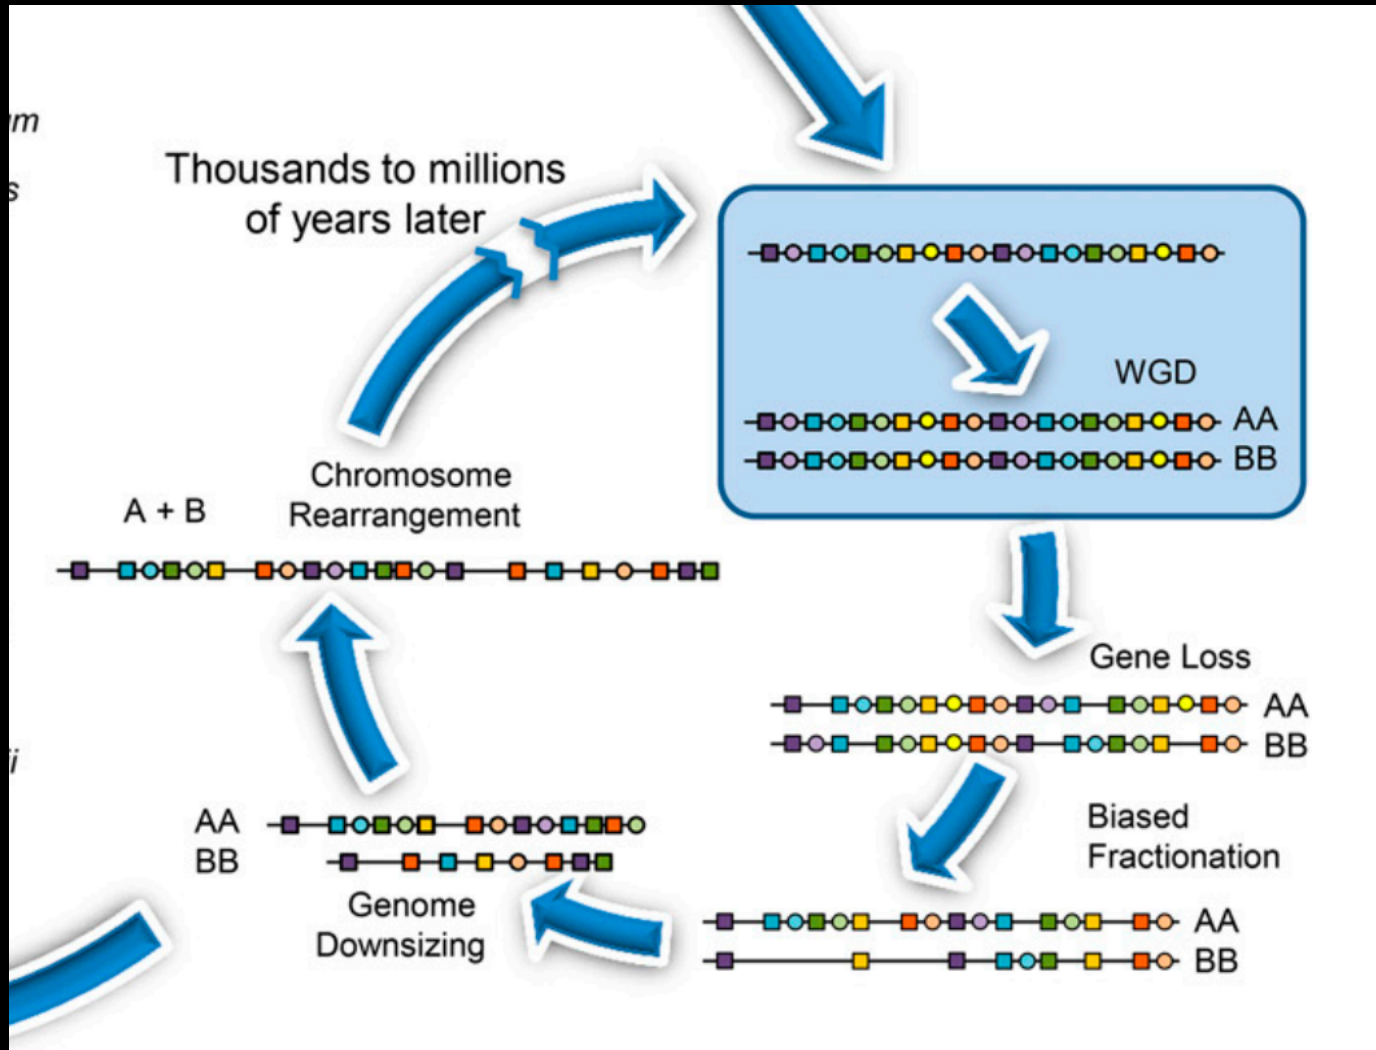 Thousands to millions
of years later
WGD
AA
BB
Chromosome
Rearrangement
A + B
Gene Loss
AA
BB
Biased
Fractionation
AA
BB
AA
BB
Genome
Downsizing